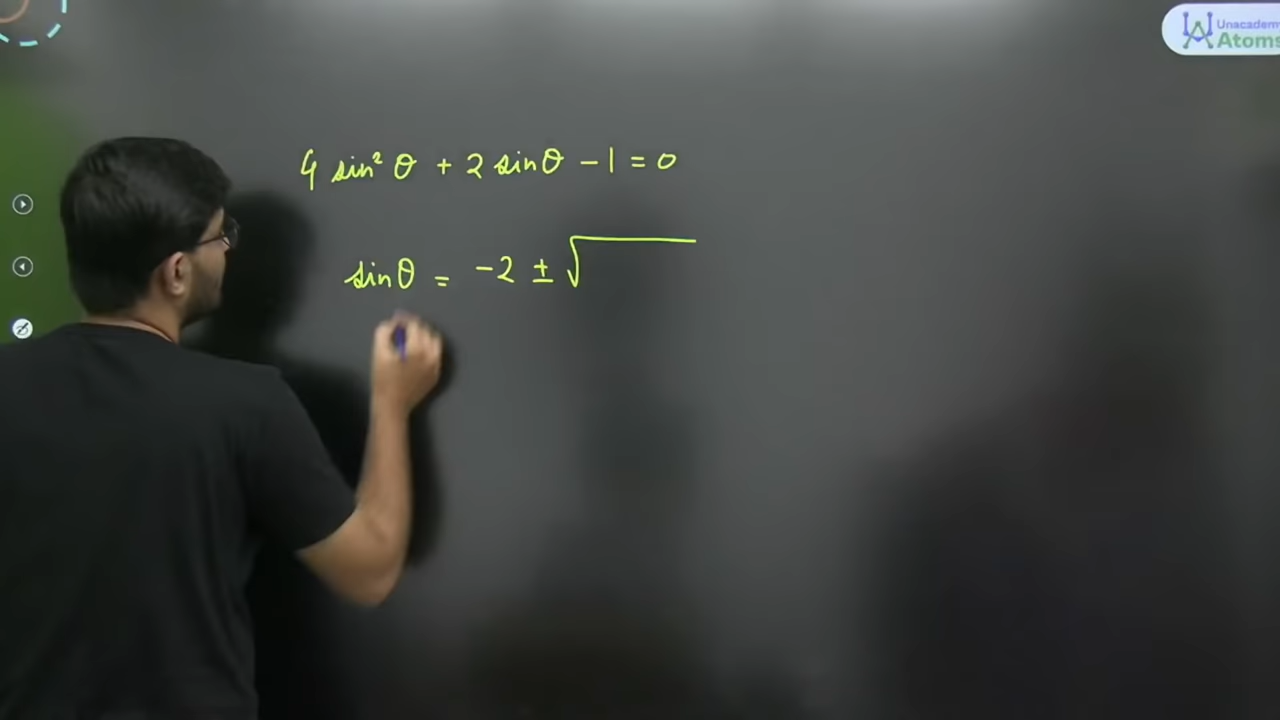 Unacademy
Atoms
4 sin² θ + 2 sinθ - 1 = 0
sinθ = -2 ± √